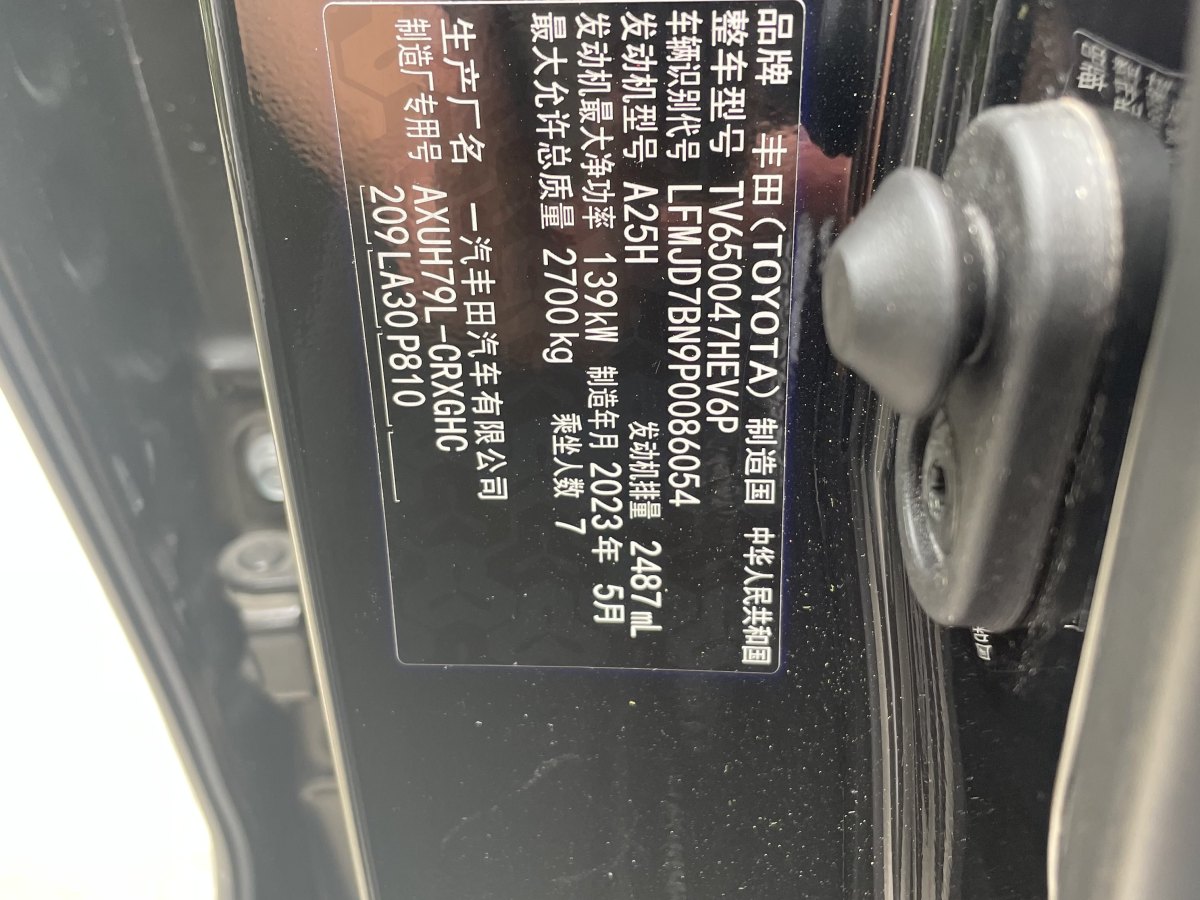 品牌 丰田(TOYOTA) 制造国 中华人民共和国
整车型号 TV650047HEV6P
车辆识别代号 LFMJD7BN9P0086054
发动机型号 A25H 发动机排量 2487mL
发动机最大净功率 139kW 制造年月 2023年 5月
最大允许总质量 2700kg 乘坐人数 7
生产厂名 一汽丰田汽车有限公司
制造厂专用号 AXUH79L-CRXGHC
209LA30P810